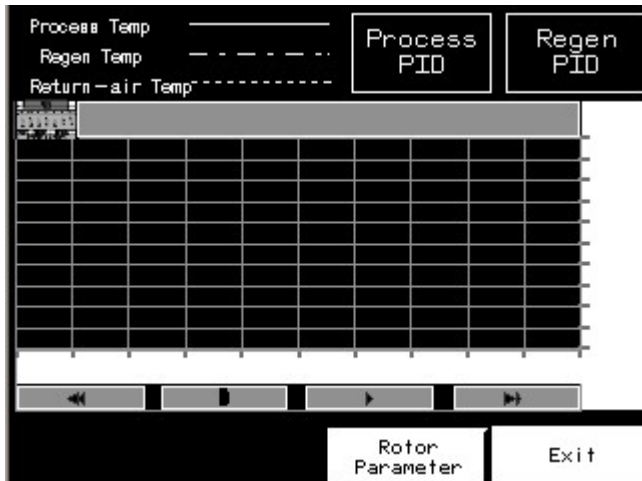 Process Temp
Regen Temp
Return-air Temp
Process PID
Regen PID
Rotor Parameter
Exit